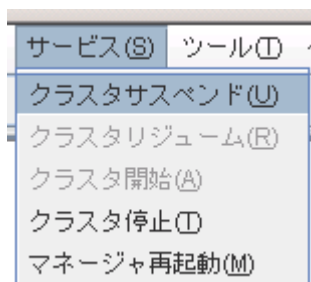 サービス(S) ツール(T)
クラスタサスペンド(U)
クラスタリジューム(R)
クラスタ開始(A)
クラスタ停止(T)
マネージャ再起動(M)